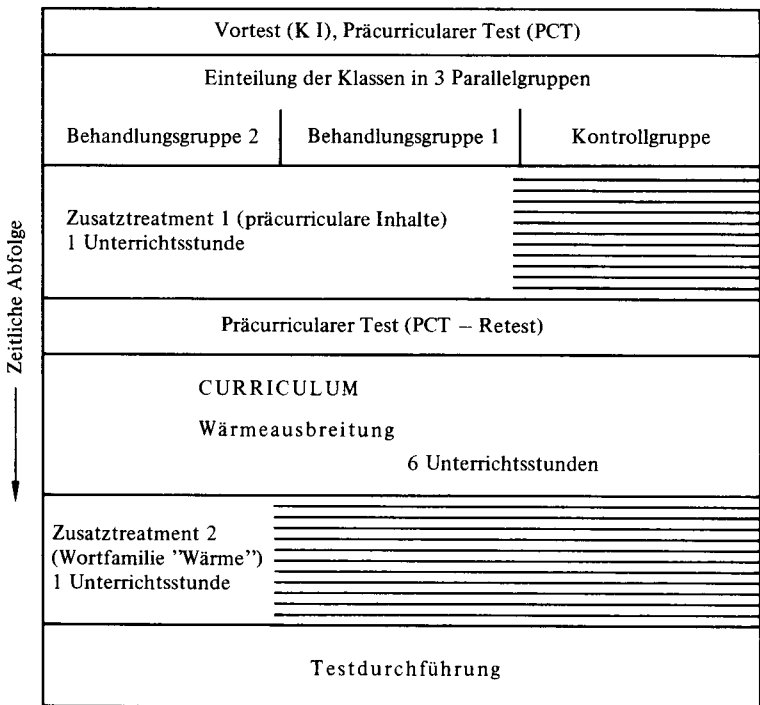 Vortest (K I), Präcurricularer Test (PCT)
Einteilung der Klassen in 3 Parallelgruppen
Behandlungsgruppe 2
Behandlungsgruppe 1
Kontrollgruppe
Zusatztreatment 1 (präcurriculare Inhalte)
1 Unterrichtsstunde
Präcurricularer Test (PCT – Retest)
CURRICULUM
Wärmeausbreitung
6 Unterrichtsstunden
Zusatztreatment 2
(Wortfamilie ”Wärme”)
1 Unterrichtsstunde
Testdurchführung
Zeitliche Abfolge